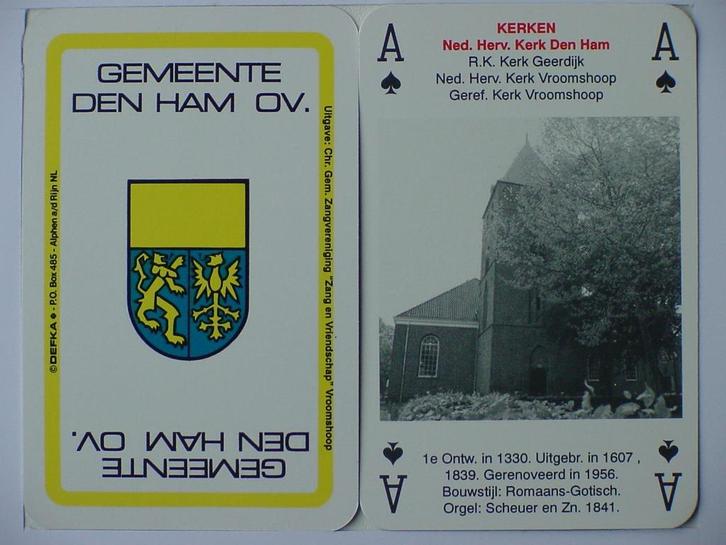 GEMEENTE
DEN HAM OV.
Uitgave: Chr. Gem. Zangvereniging "Zang en Vriendschap" Vroomshoop
© DEFKA • - P.O. Box 485 - Alphen a/d Rijn NL
GEMEENTE
DEN HAM OV.
A
KERKEN
Ned. Herv. Kerk Den Ham
R.K. Kerk Geerdijk
Ned. Herv. Kerk Vroomshoop
Geref. Kerk Vroomshoop
A
1e Ontw. in 1330. Uitgebr. in 1607 ,
1839. Gerenoveerd in 1956.
Bouwstijl: Romaans-Gotisch.
Orgel: Scheuer en Zn. 1841.
A
A